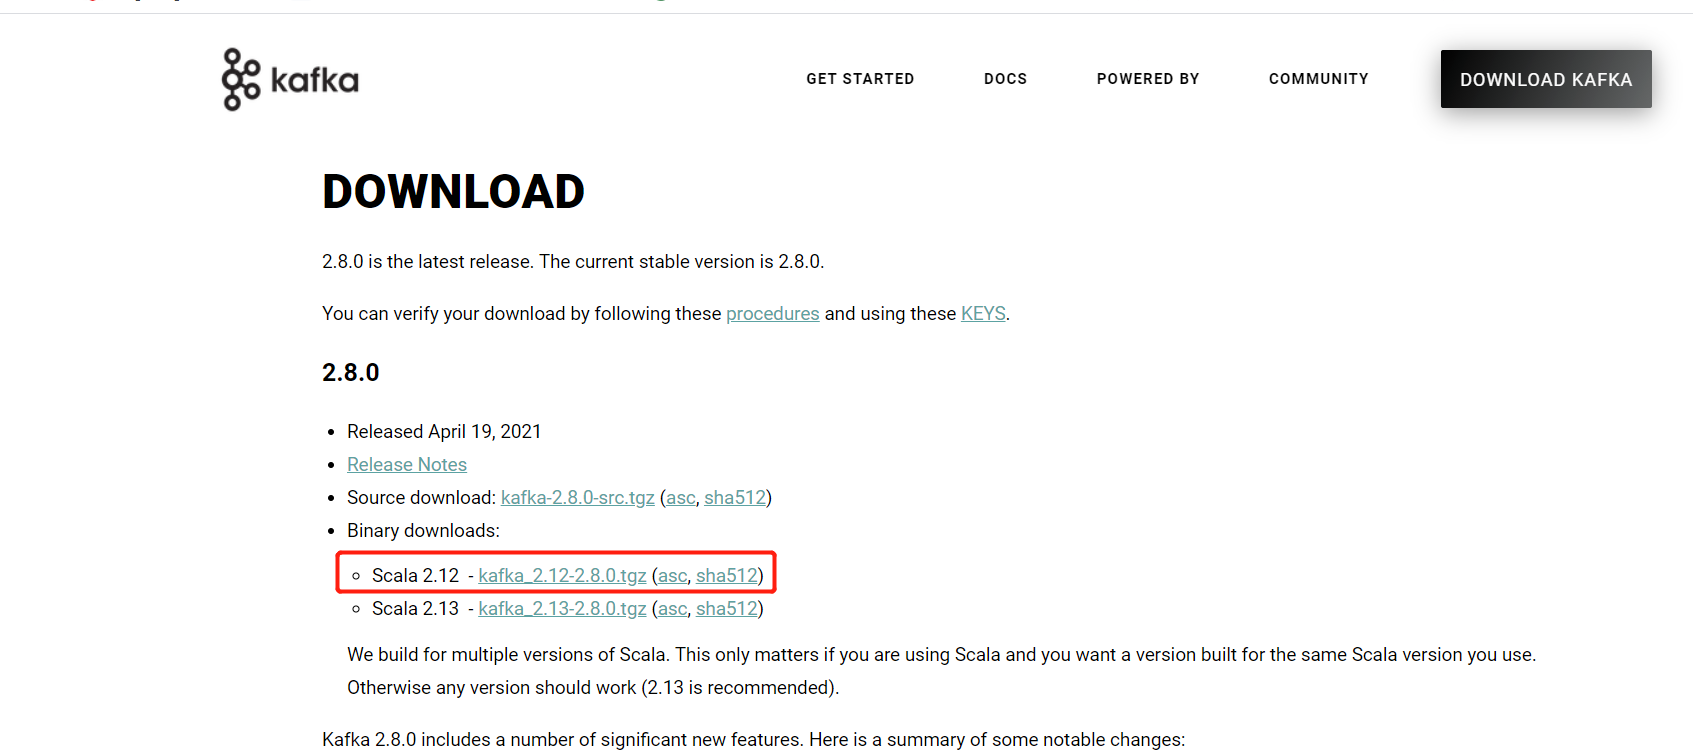 kafka
GET STARTED DOCS POWERED BY COMMUNITY DOWNLOAD KAFKA
DOWNLOAD
2.8.0 is the latest release. The current stable version is 2.8.0.
You can verify your download by following these procedures and using these KEYS.
2.8.0
• Released April 19, 2021
• Release Notes
• Source download: kafka-2.8.0-src.tgz (asc, sha512)
• Binary downloads:
◦ Scala 2.12 - kafka_2.12-2.8.0.tgz (asc, sha512)
◦ Scala 2.13 - kafka_2.13-2.8.0.tgz (asc, sha512)
We build for multiple versions of Scala. This only matters if you are using Scala and you want a version built for the same Scala version you use.
Otherwise any version should work (2.13 is recommended).
Kafka 2.8.0 includes a number of significant new features. Here is a summary of some notable changes: